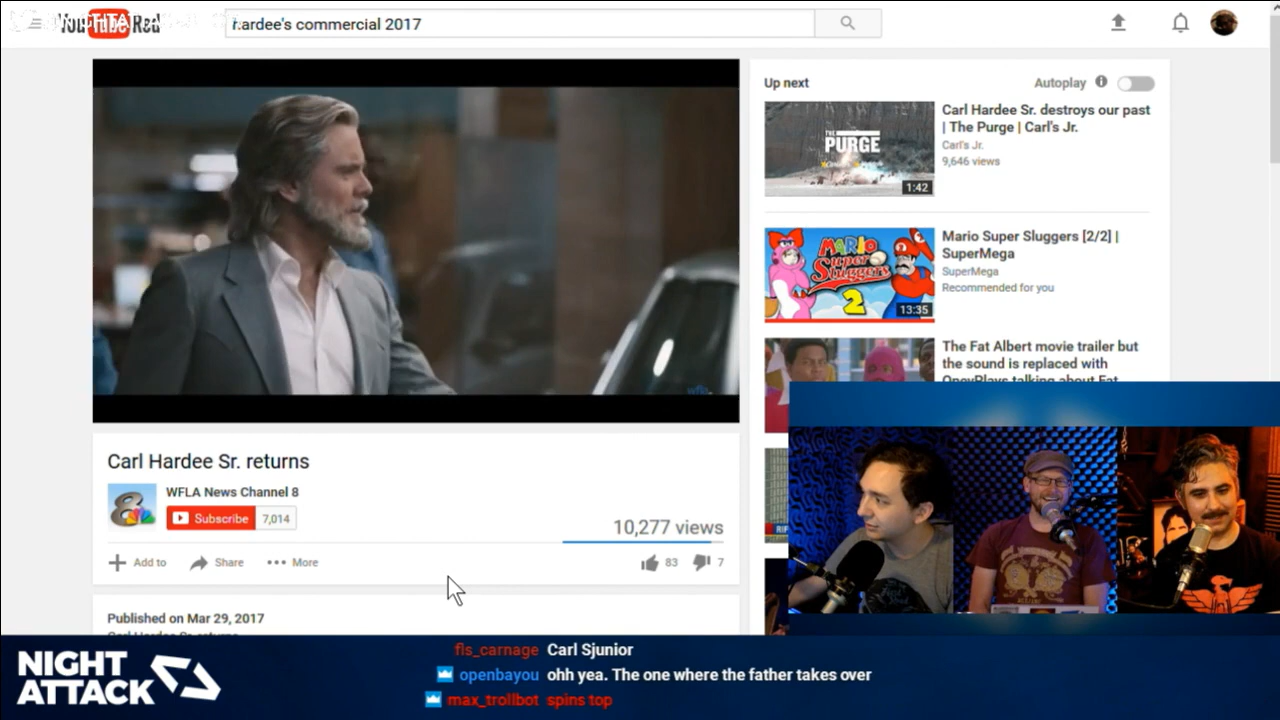 YouTube Red
hardee's commercial 2017
Up next
Autoplay
Carl Hardee Sr. destroys our past
| The Purge | Carl's Jr.
Carl's Jr.
9,646 views
THE
PURGE
1:42
Mario Super Sluggers [2/2] |
SuperMega
SuperMega
Recommended for you
MARIO
Super
Sluggers
2
13:35
The Fat Albert movie trailer but
the sound is replaced with
wfla
Carl Hardee Sr. returns
8
WFLA News Channel 8
Subscribe 7,014
10,277 views
Add to Share More
83 7
Published on Mar 29, 2017
RIP
NIGHT
ATTACK
fls_carnage Carl Sjunior
openbayou ohh yea. The one where the father takes over
max_trollbot spins top